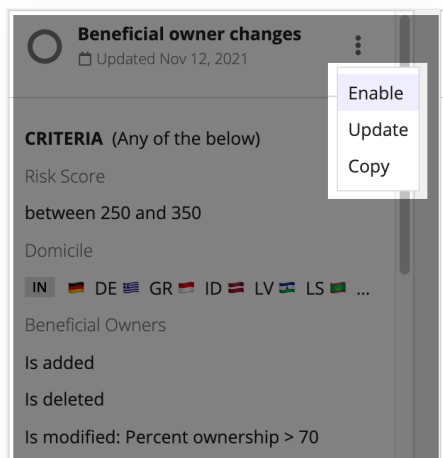 Beneficial owner changes
Updated Nov 12, 2021
Enable
Update
Copy
CRITERIA (Any of the below)
Risk Score
between 250 and 350
Domicile
IN DE GR ID LV LS ...
Beneficial Owners
Is added
Is deleted
Is modified: Percent ownership > 70